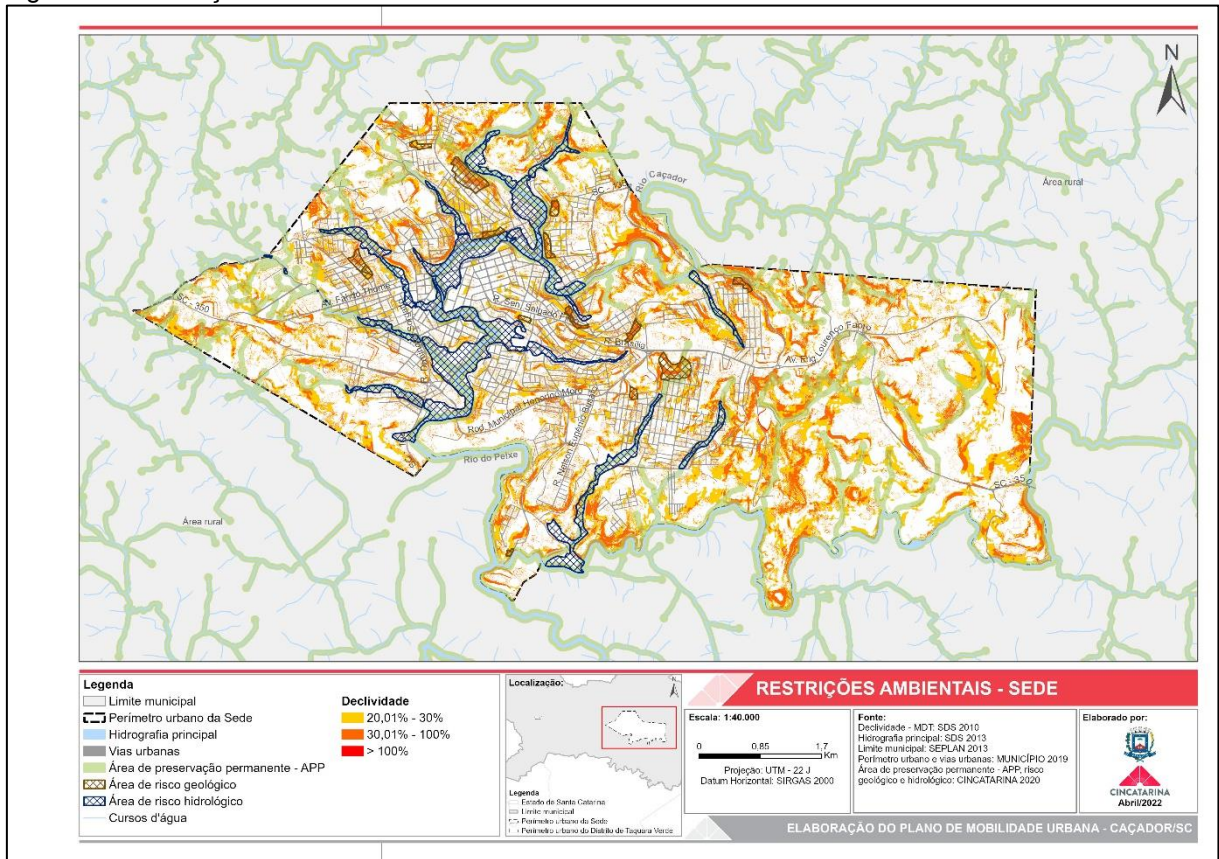 N
Rio Caçador
SC -
Área rural
SC - 350
Av. Fahdo Thomé
R. Beni Salgado
R. Brasília
Av. Eng. Lourenço Fabro
Rod. Municipal Honorino Moro
R. Nelson Eugênio
Rio do Peixe
SC - 350
Área rural
Legenda
Limite municipal
Perímetro urbano da Sede
Hidrografia principal
Vias urbanas
Área de preservação permanente - APP
Área de risco geológico
Área de risco hidrológico
Cursos d'água
Declividade
20,01% - 30%
30,01% - 100%
> 100%
Localização:
N
Legenda
Estado de Santa Catarina
Limite municipal
Perímetro urbano da Sede
Perímetro urbano do Distrito de Taquara Verde
RESTRIÇÕES AMBIENTAIS - SEDE
Escala: 1:40.000
0 0,85 1,7
Km
Projeção: UTM - 22 J
Datum Horizontal: SIRGAS 2000
Fonte:
Declividade - MDT: SDS 2010
Hidrografia principal: SDS 2013
Limite municipal: SEPLAN 2013
Perímetro urbano e vias urbanas: MUNICÍPIO 2019
Área de preservação permanente - APP, risco
geológico e hidrológico: CINCATARINA 2020
Elaborado por:
CINCATARINA
Abril/2022
ELABORAÇÃO DO PLANO DE MOBILIDADE URBANA - CAÇADOR/SC